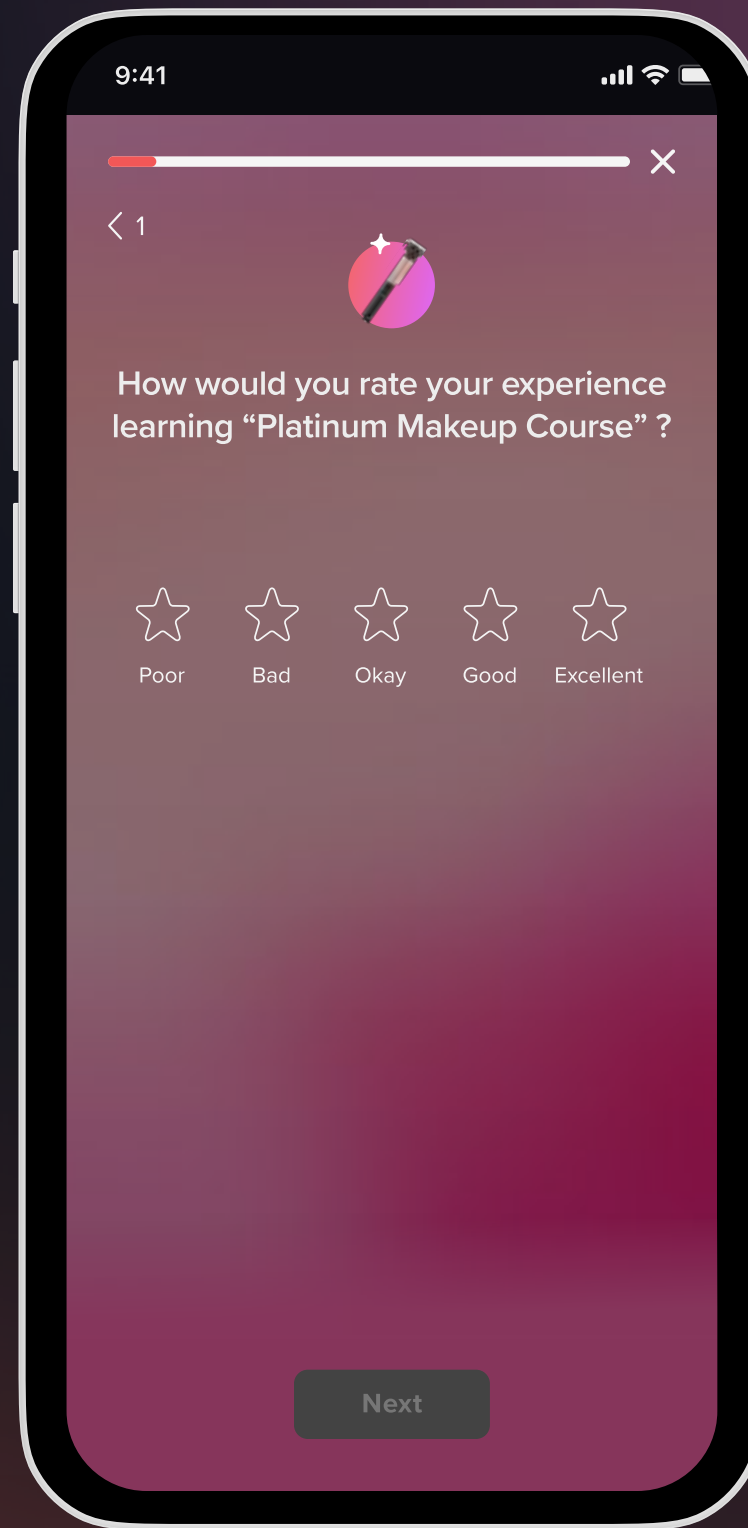 9:41
1
How would you rate your experience
learning “Platinum Makeup Course” ?
Poor Bad Okay Good Excellent
Next